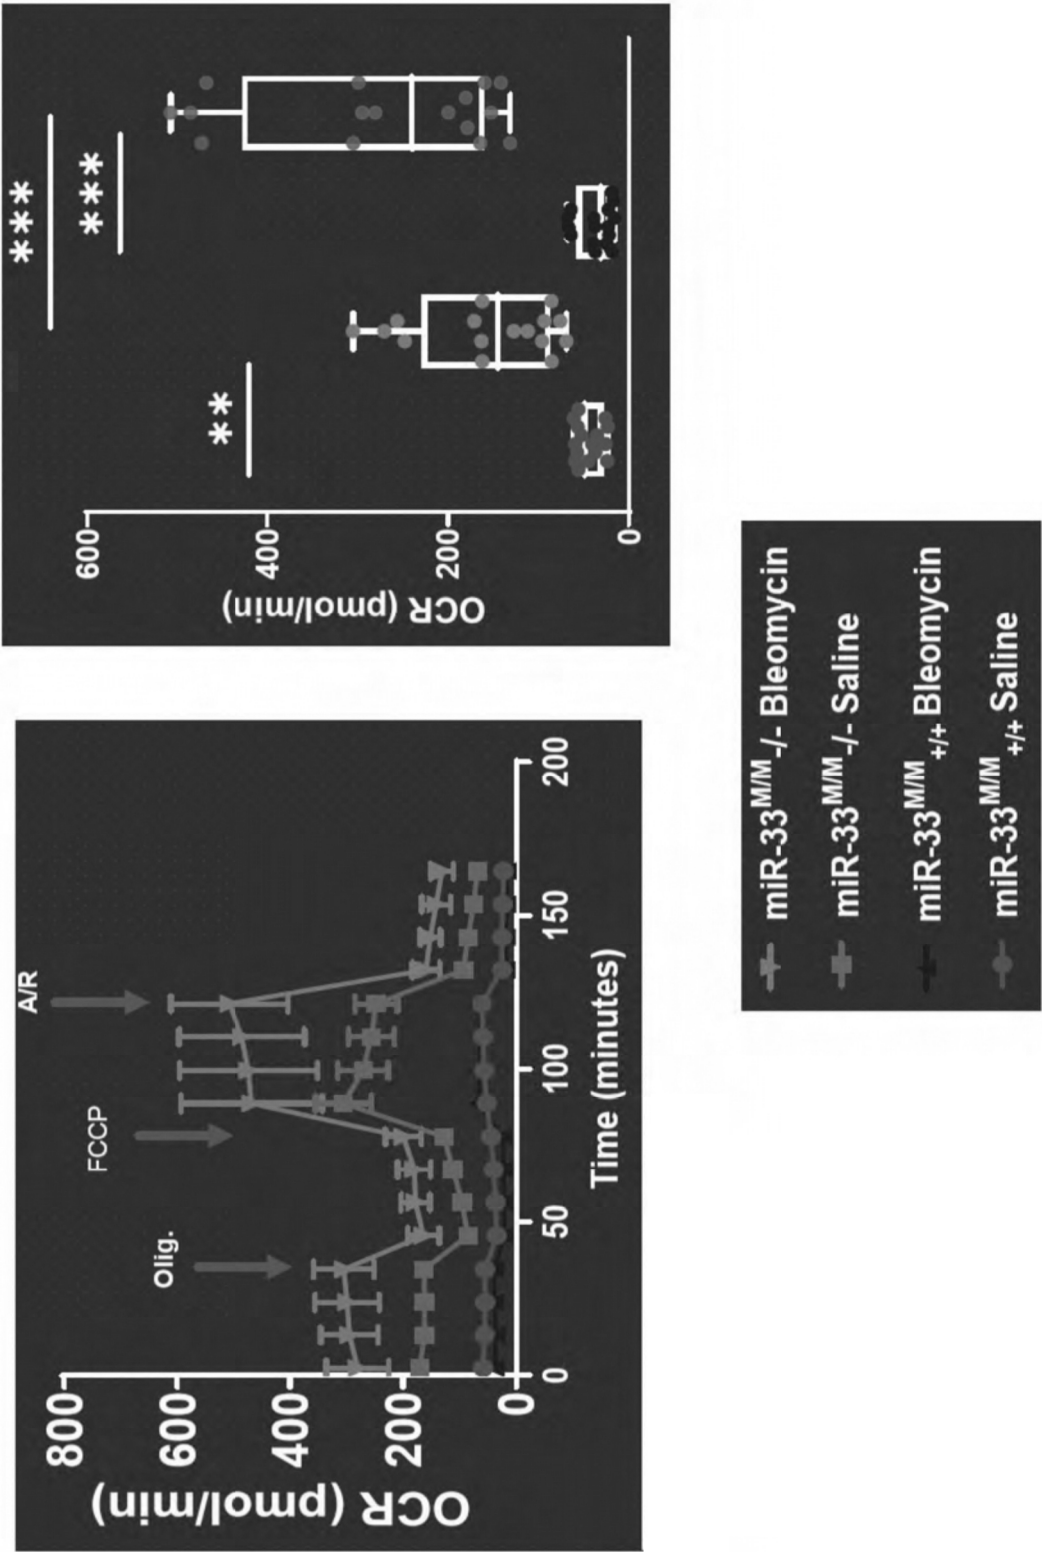 800
600
400
200
0
OCR (pmol/min)
0
50
100
150
200
Time (minutes)
Olig.
FCCP
A/R
600
400
200
0
OCR (pmol/min)
**
***
***
miR-33M/M-/- Bleomycin
miR-33M/M-/- Saline
miR-33M/M+/+ Bleomycin
miR-33M/M+/+ Saline